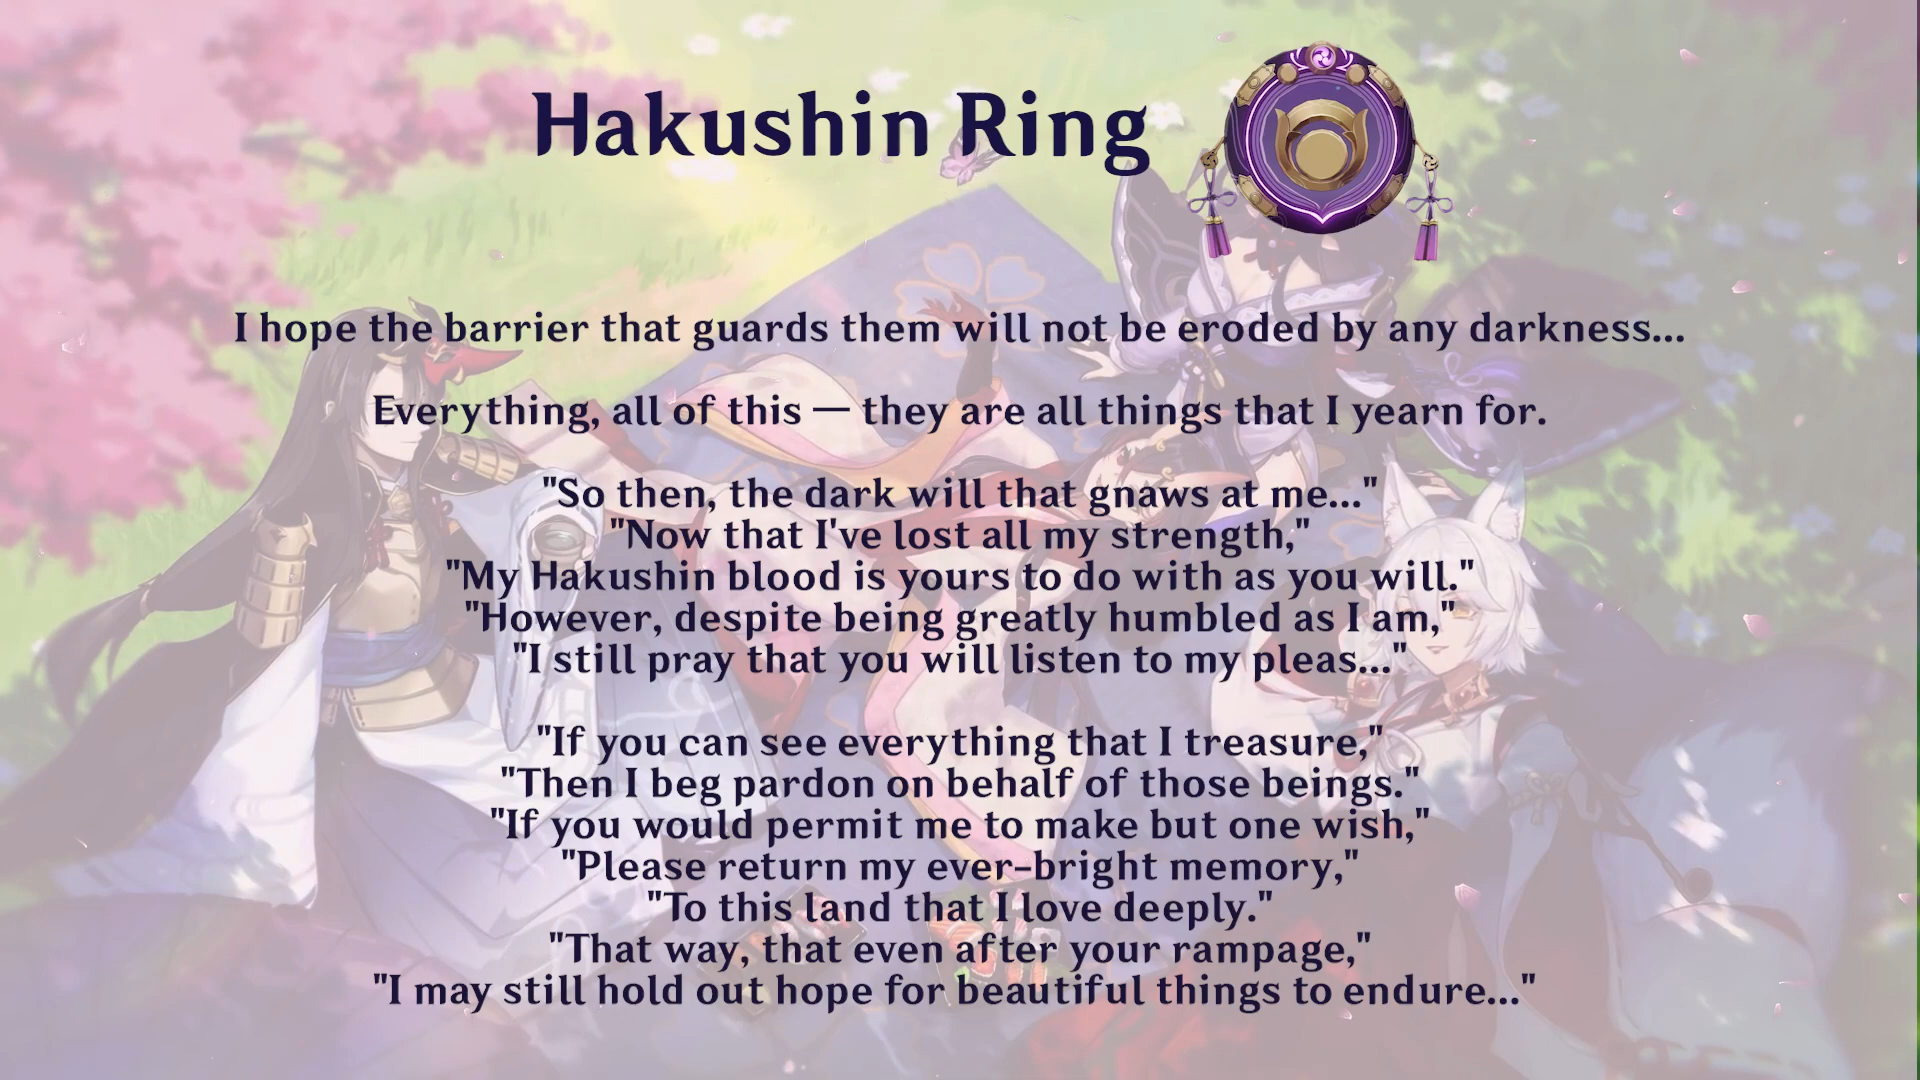 Hakushin Ring
I hope the barrier that guards them will not be eroded by any darkness...
Everything, all of this — they are all things that I yearn for.
"So then, the dark will that gnaws at me..."
"Now that I've lost all my strength,"
"My Hakushin blood is yours to do with as you will."
"However, despite being greatly humbled as I am,"
"I still pray that you will listen to my pleas..."
"If you can see everything that I treasure,"
"Then I beg pardon on behalf of those beings."
"If you would permit me to make but one wish,"
"Please return my ever-bright memory,"
"To this land that I love deeply."
"That way, that even after your rampage,"
"I may still hold out hope for beautiful things to endure..."